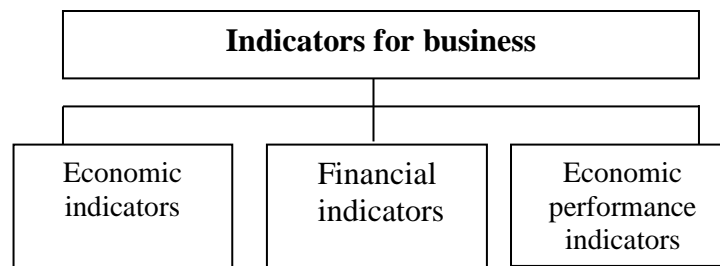 Indicators for business
Economic
indicators
Financial
indicators
Economic
performance
indicators